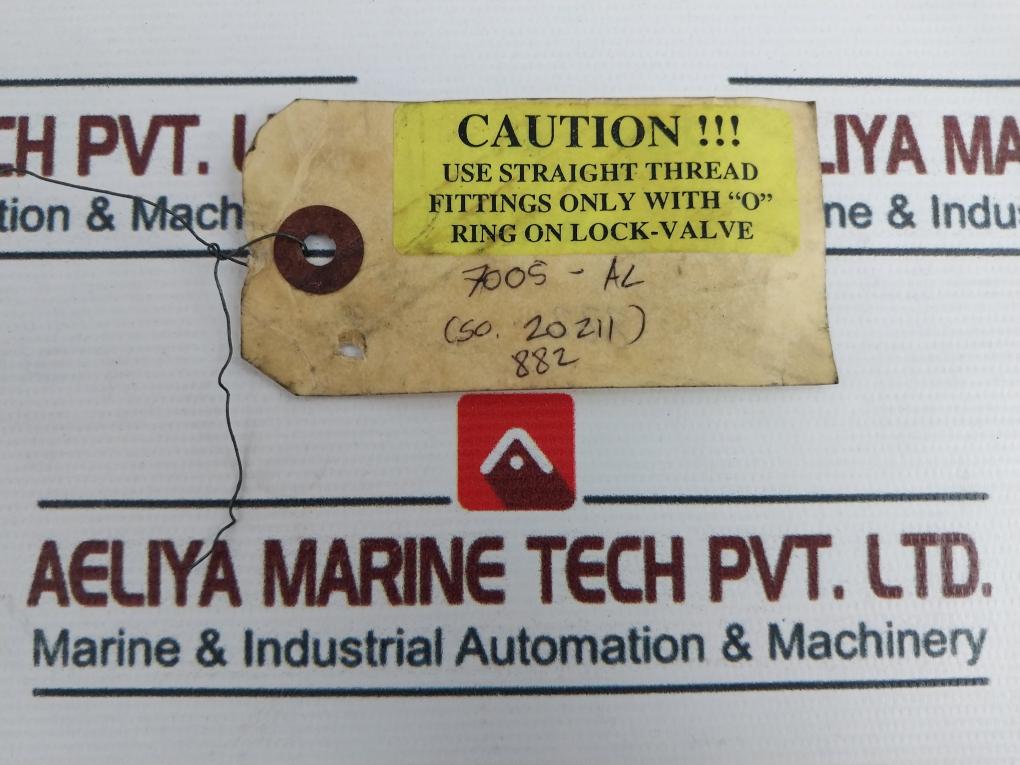 CH PVT. L
LIYA MA
tion & Mach
ne & Indus
CAUTION !!!
USE STRAIGHT THREAD
FITTINGS ONLY WITH “O”
RING ON LOCK-VALVE
7005 - AL
(SO. 20211)
882
AELIYA MARINE TECH PVT. LTD.
Marine & Industrial Automation & Machinery